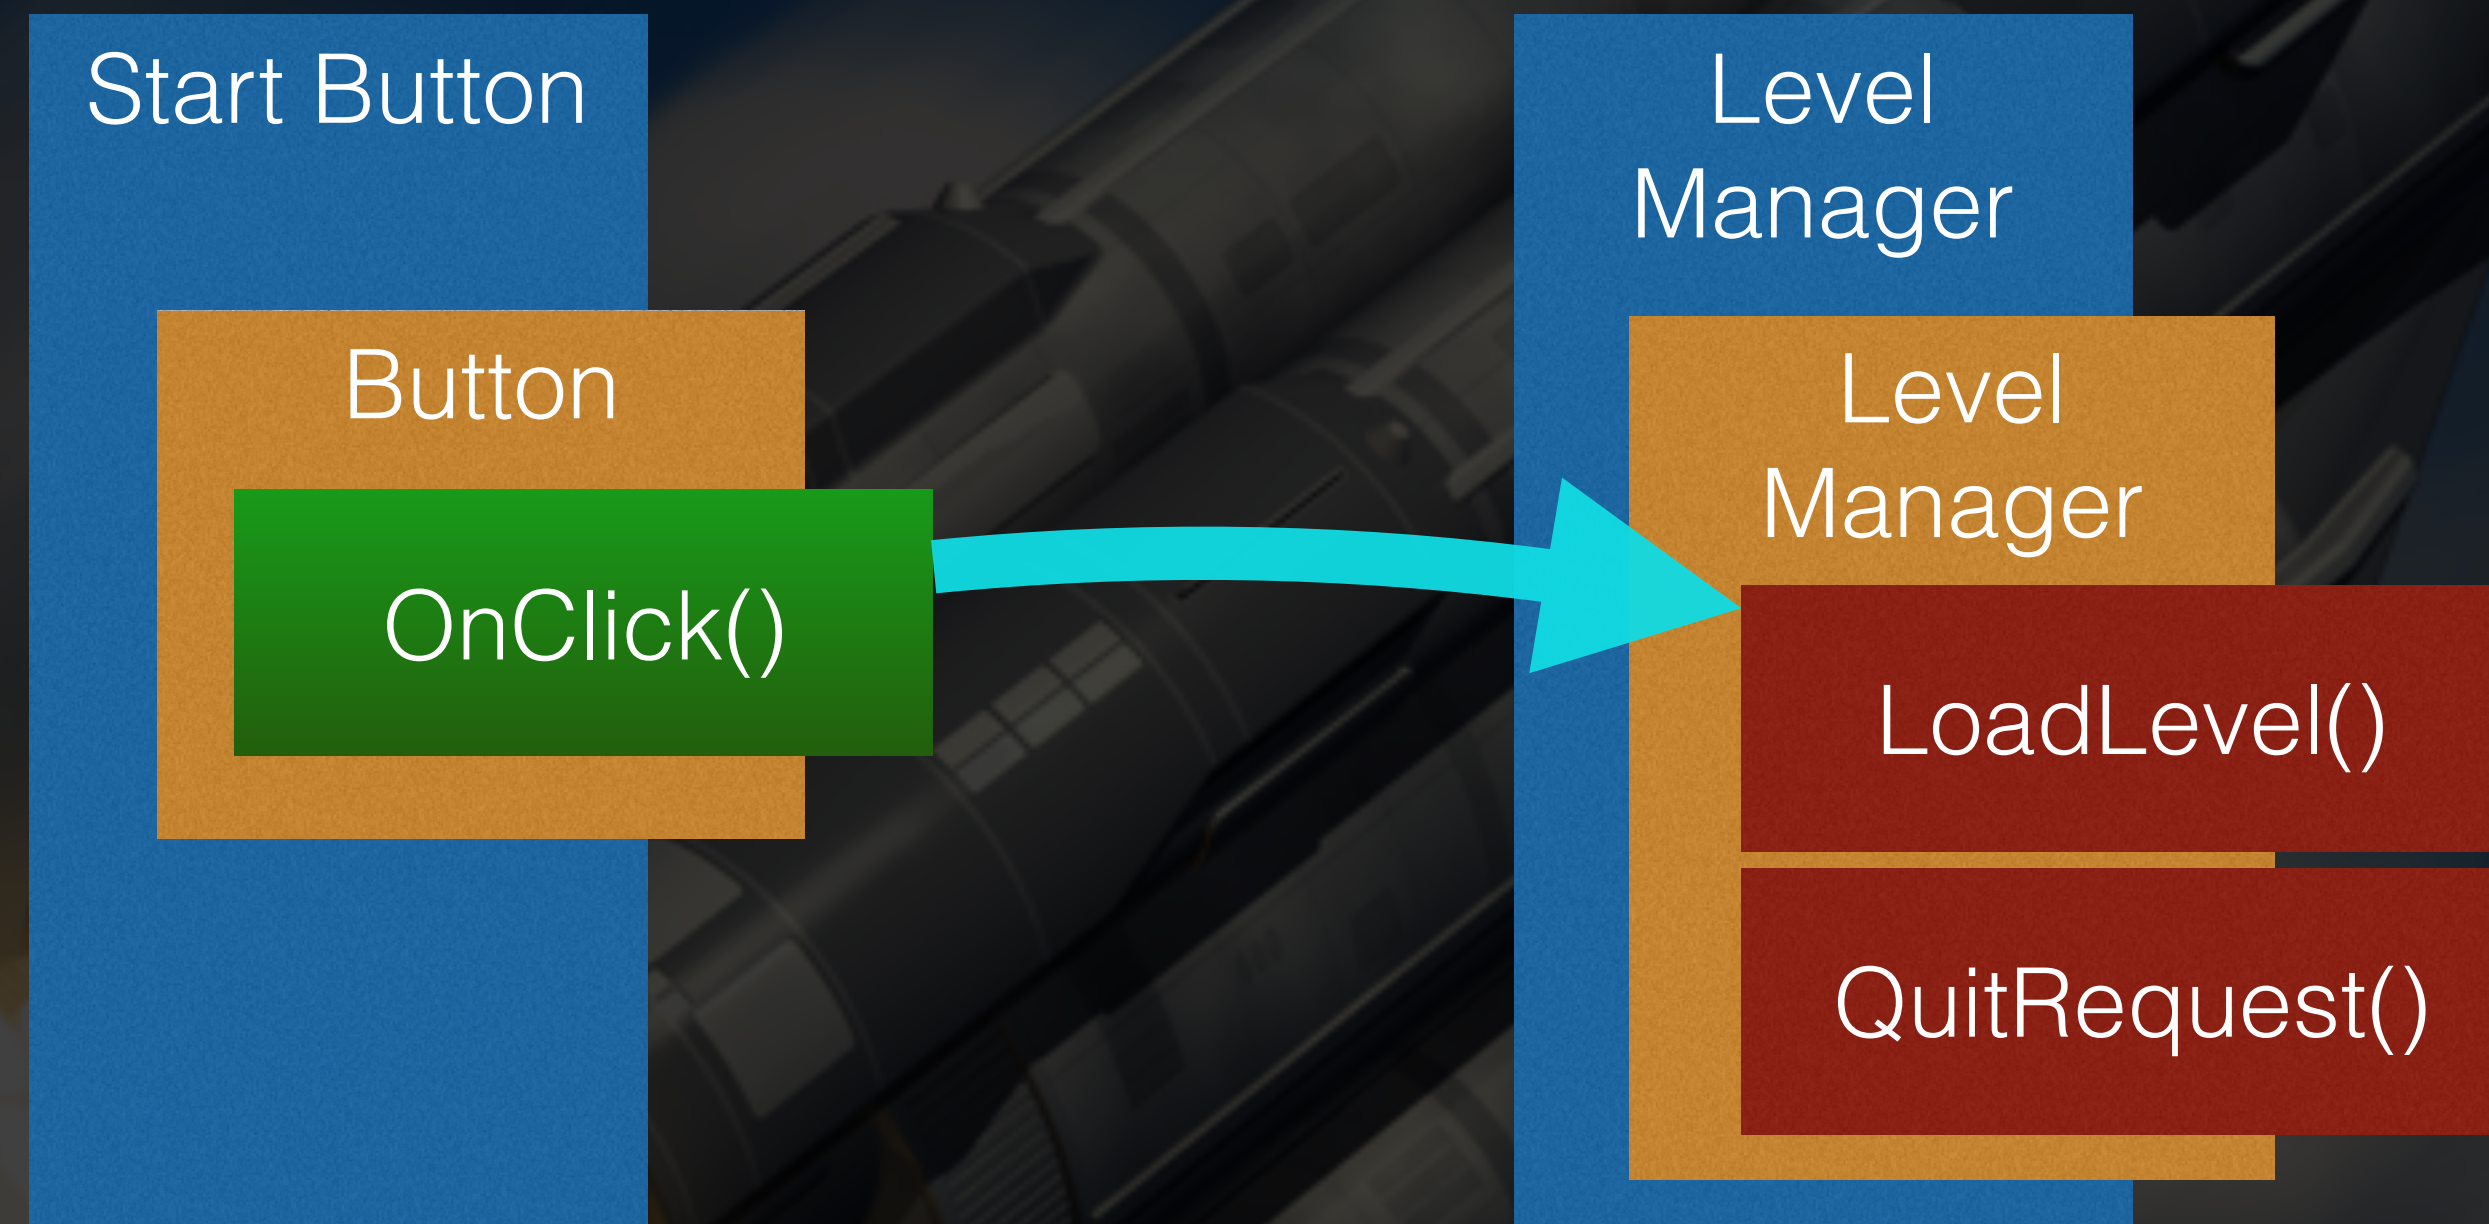 Start Button
Button
OnClick()
Level
Manager
Level
Manager
LoadLevel()
QuitRequest()